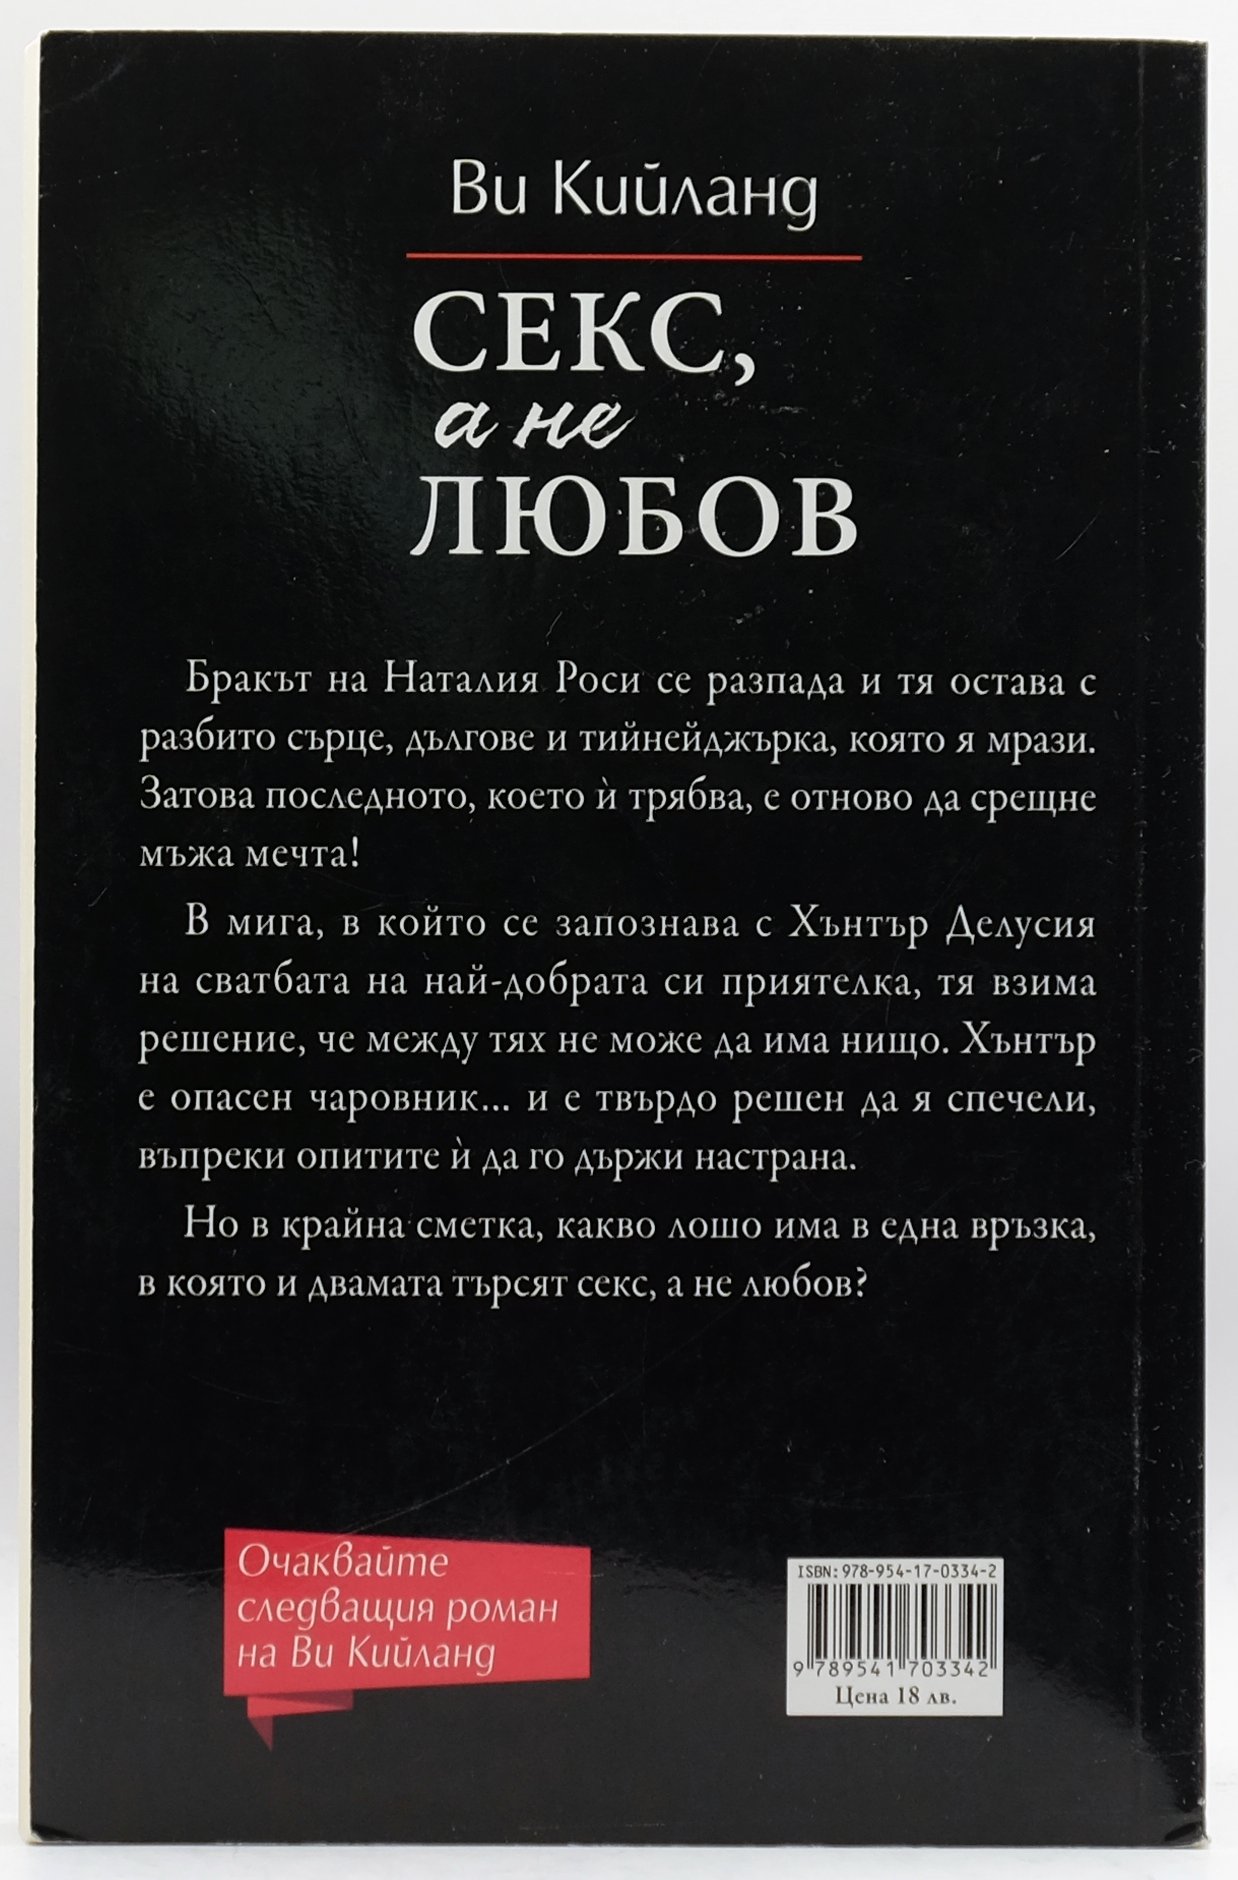 Ви Кийланд
СЕКС,
а не
ЛЮБОВ
Бракът на Наталия Роси се разпада и тя остава с
разбито сърце, дългове и тийнейджърка, която я мрази.
Затова последното, което ѝ трябва, е отново да срещне
мъжа мечта!
В мига, в който се запознава с Хънтър Делусия
на сватбата на най-добрата си приятелка, тя взима
решение, че между тях не може да има нищо. Хънтър
е опасен чаровник... и е твърдо решен да я спечели,
въпреки опитите ѝ да го държи настрана.
Но в крайна сметка, какво лошо има в една връзка,
в която и двамата търсят секс, а не любов?
Очаквайте
следващия роман
на Ви Кийланд
ISBN: 978-954-17-0334-2
9 789541 703342
Цена 18 лв.